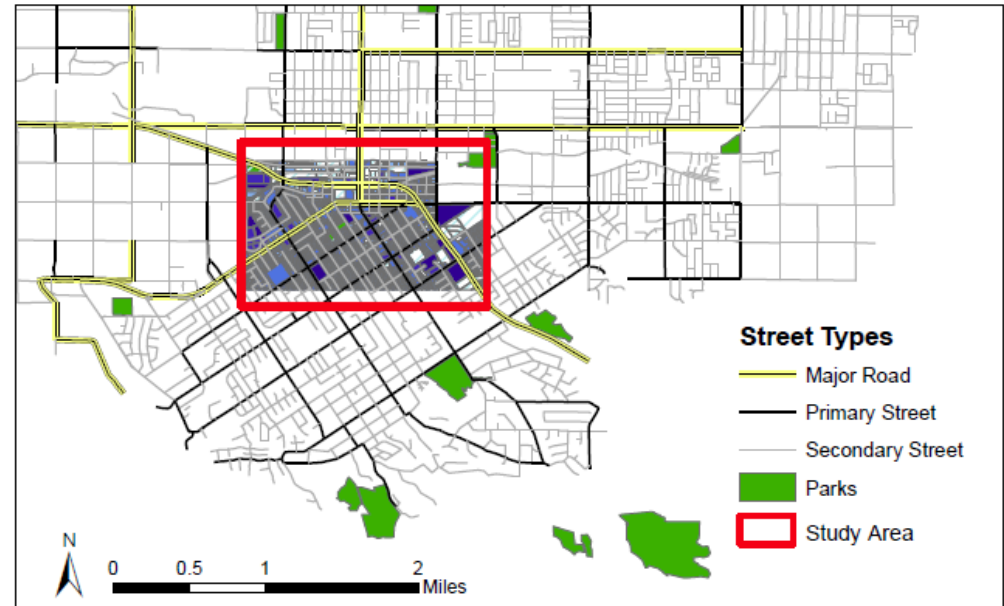 Street Types
Major Road
Primary Street
Secondary Street
Parks
Study Area
N
0 0.5 1 2
Miles